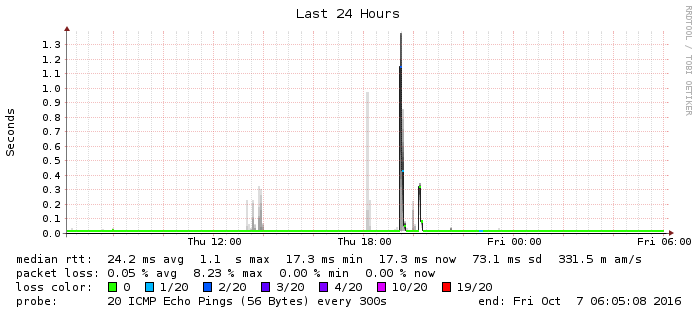 Last 24 Hours
RRDTOOL / TOBI OETIKER
Seconds
1.3
1.2
1.1
1.0
0.9
0.8
0.7
0.6
0.5
0.4
0.3
0.2
0.1
0.0
Thu 12:00 Thu 18:00 Fri 00:00 Fri 06:00
median rtt: 24.2 ms avg 1.1 s max 17.3 ms min 17.3 ms now 73.1 ms sd 331.5 m am/s
packet loss: 0.05 % avg 8.23 % max 0.00 % min 0.00 % now
loss color: 0 1/20 2/20 3/20 4/20 10/20 19/20
probe: 20 ICMP Echo Pings (56 Bytes) every 300s end: Fri Oct 7 06:05:08 2016